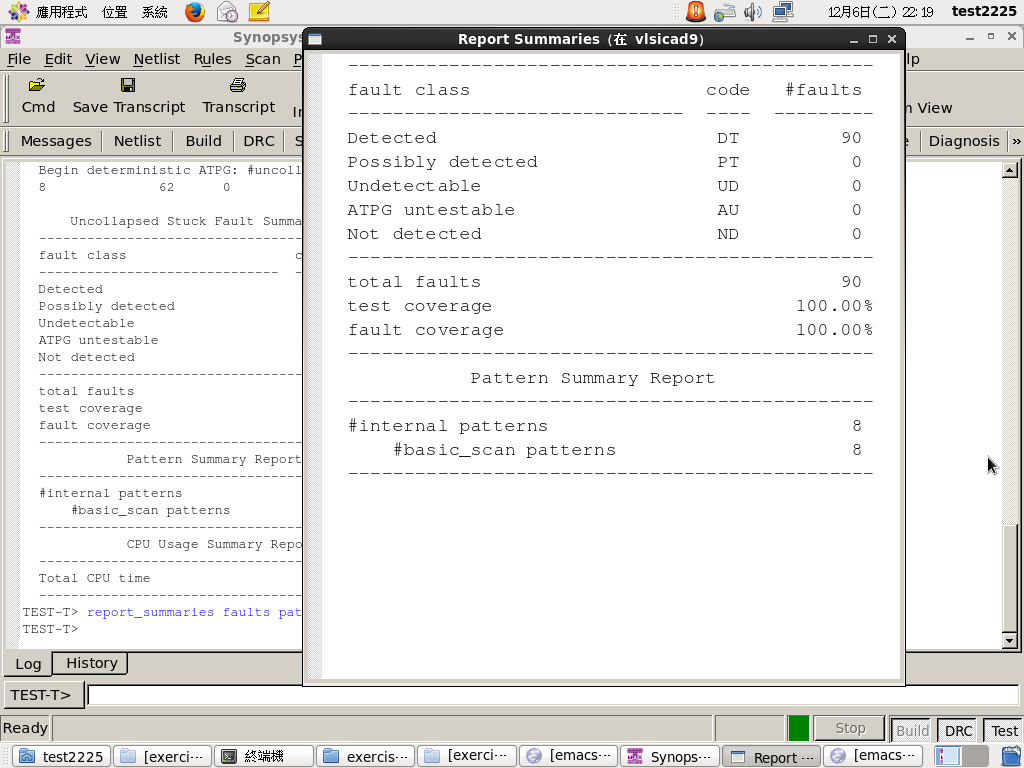 應用程式 位置 系統 12月6日(二) 22:19 test2225
Synopsy
Report Summaries (在 vlsicad9)
File Edit View Netlist Rules Scan P lp
Cmd Save Transcript Transcript In n View
Messages Netlist Build DRC S e Diagnosis »
Begin deterministic ATPG: #uncoll
8 62 0
Uncollapsed Stuck Fault Summa
-----------------------------------------------
fault class c
------------------------------ -
Detected
Possibly detected
Undetectable
ATPG untestable
Not detected
-----------------------------------------------
total faults
test coverage
fault coverage
-----------------------------------------------
Pattern Summary Report
-----------------------------------------------
#internal patterns
#basic_scan patterns
-----------------------------------------------
CPU Usage Summary Repo
-----------------------------------------------
Total CPU time
-----------------------------------------------
TEST-T> report_summaries faults pat
TEST-T>
-----------------------------------------------
fault class code #faults
------------------------------ ---- ---------
Detected DT 90
Possibly detected PT 0
Undetectable UD 0
ATPG untestable AU 0
Not detected ND 0
-----------------------------------------------
total faults 90
test coverage 100.00%
fault coverage 100.00%
-----------------------------------------------
Pattern Summary Report
-----------------------------------------------
#internal patterns 8
#basic_scan patterns 8
-----------------------------------------------
Log History
TEST-T>
Ready Stop Build DRC Test
test2225 [exerci··· 終端機 exercis··· [exerci··· [emacs··· Synops··· Report ··· [emacs···